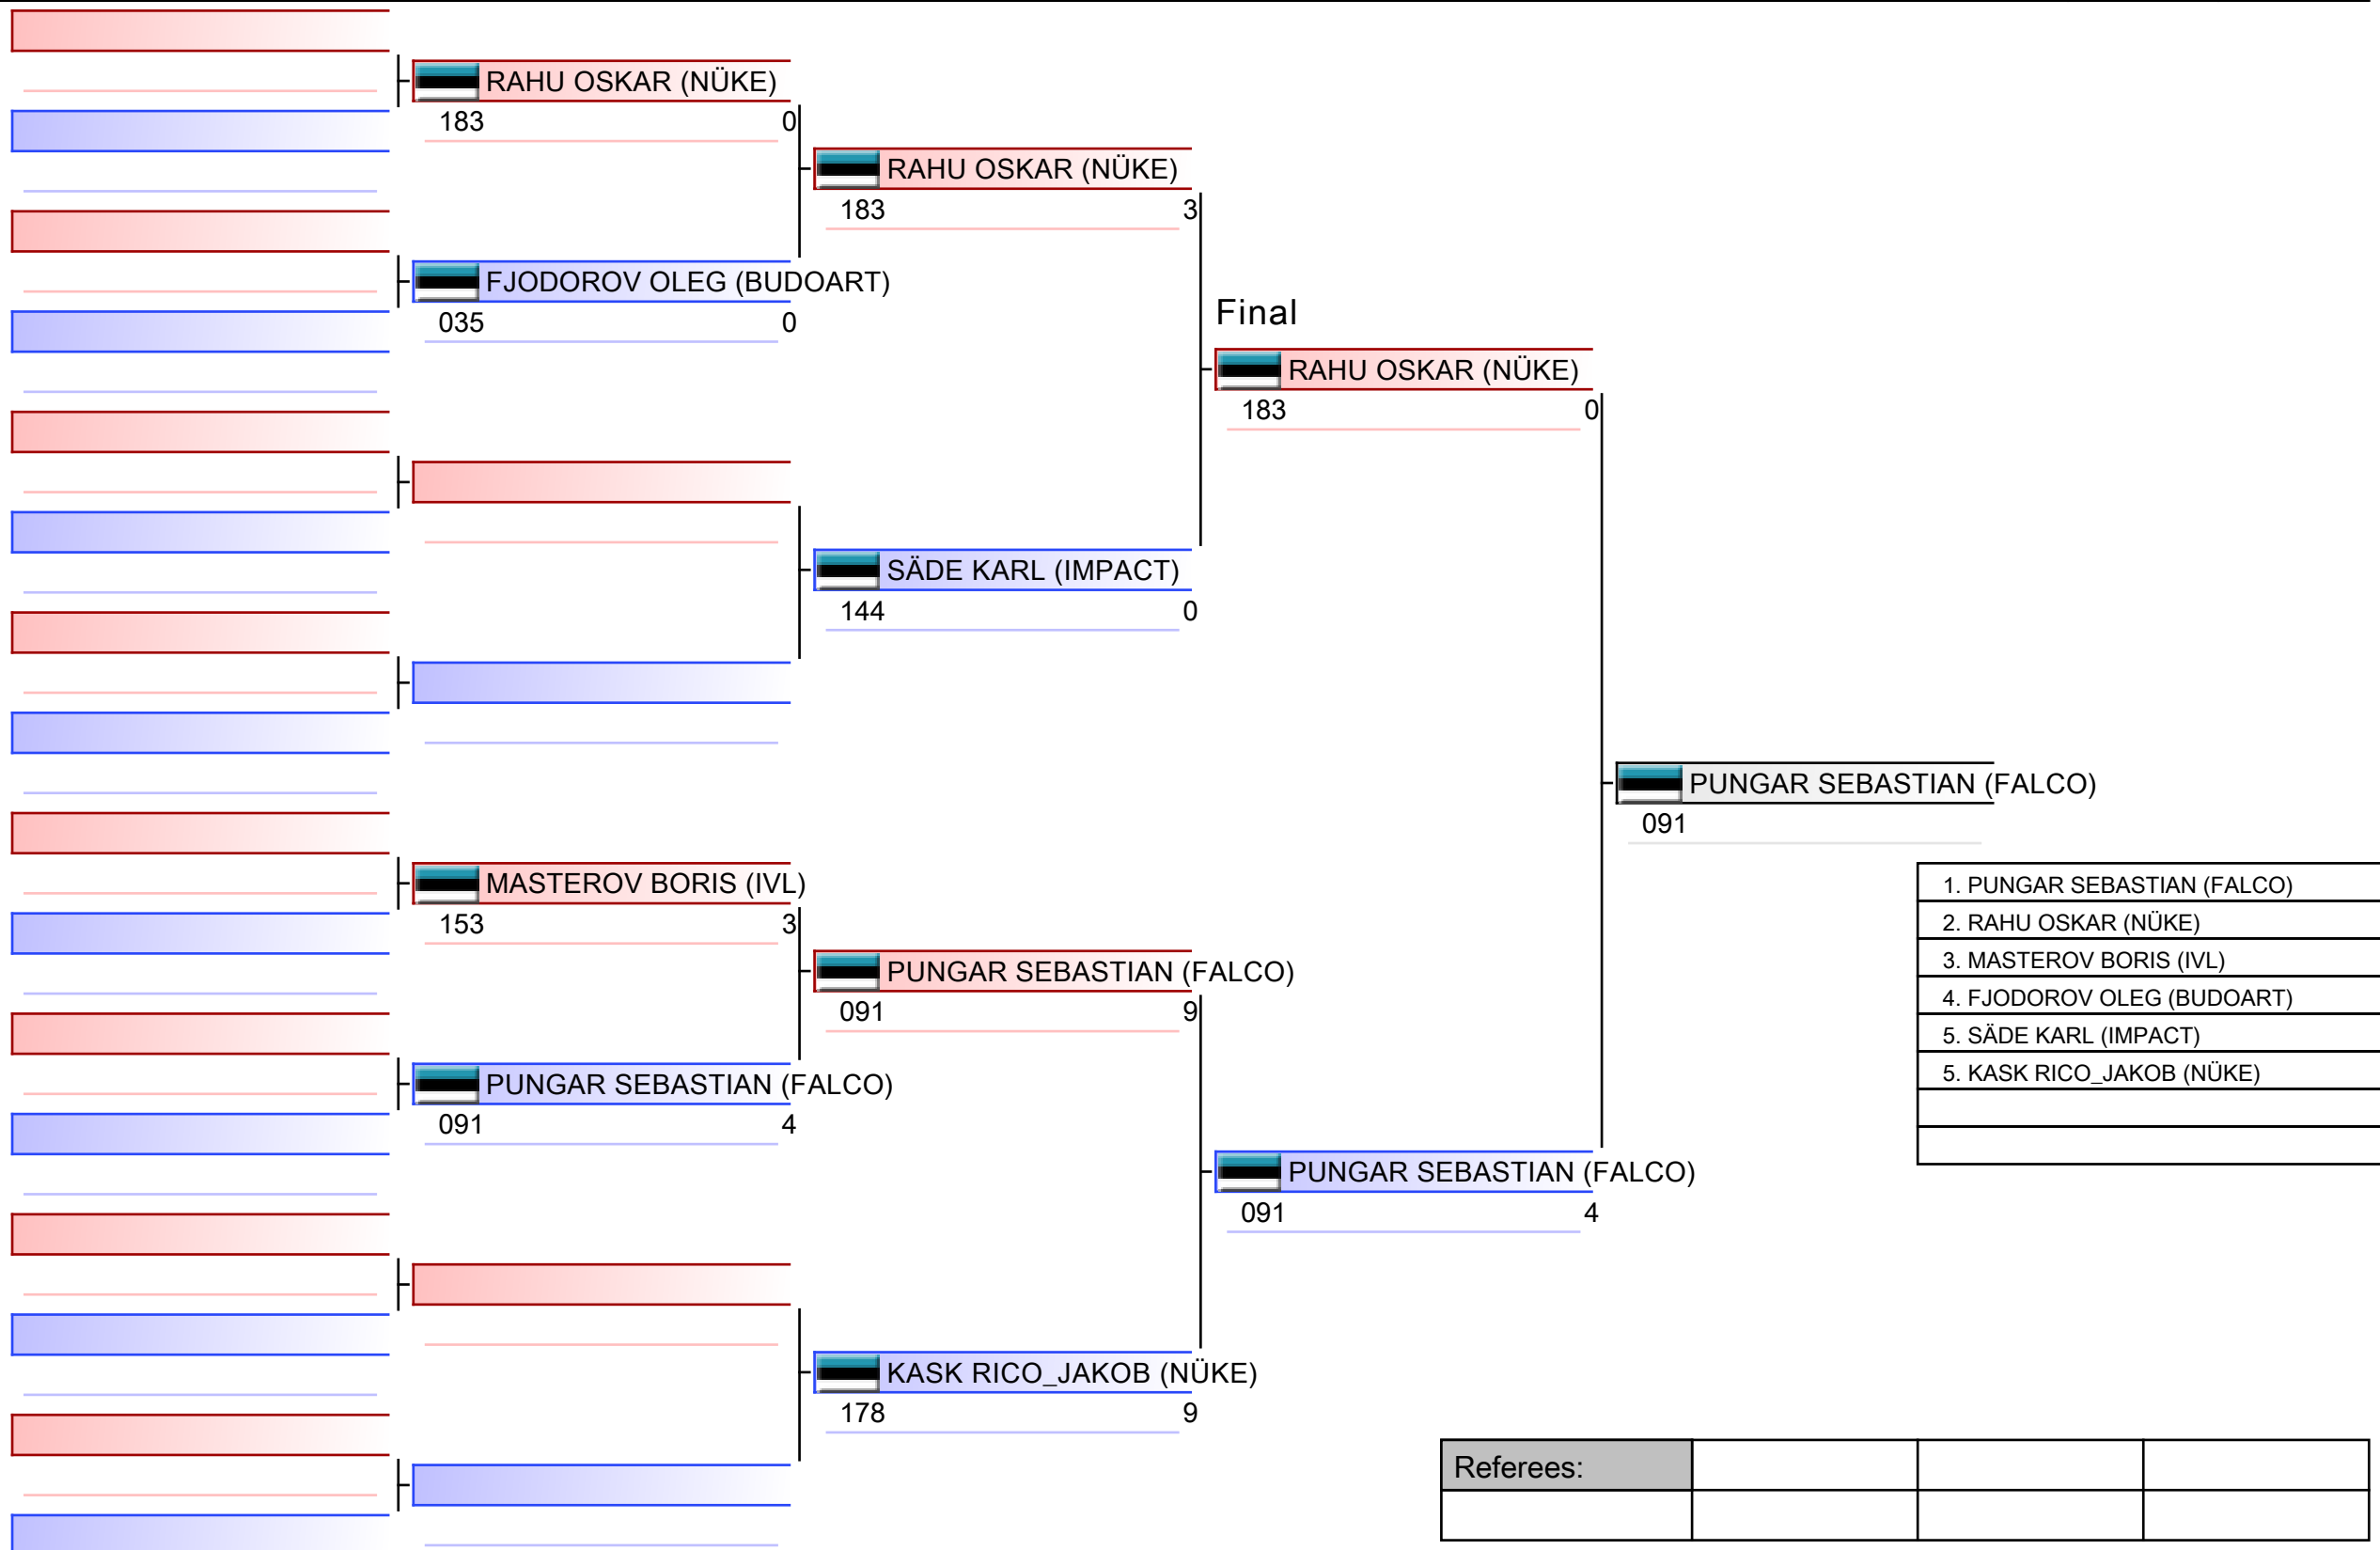 RAHU OSKAR (NÜKE)
183 0
FJODOROV OLEG (BUDOART)
035 0
MASTEROV BORIS (IVL)
153 3
PUNGAR SEBASTIAN (FALCO)
091 4
RAHU OSKAR (NÜKE)
183 3
SÄDE KARL (IMPACT)
144 0
PUNGAR SEBASTIAN (FALCO)
091 9
KASK RICO_JAKOB (NÜKE)
178 9
Final
RAHU OSKAR (NÜKE)
183 0
PUNGAR SEBASTIAN (FALCO)
091 4
PUNGAR SEBASTIAN (FALCO)
091
1. PUNGAR SEBASTIAN (FALCO)
2. RAHU OSKAR (NÜKE)
3. MASTEROV BORIS (IVL)
4. FJODOROV OLEG (BUDOART)
5. SÄDE KARL (IMPACT)
5. KASK RICO_JAKOB (NÜKE)
Referees: